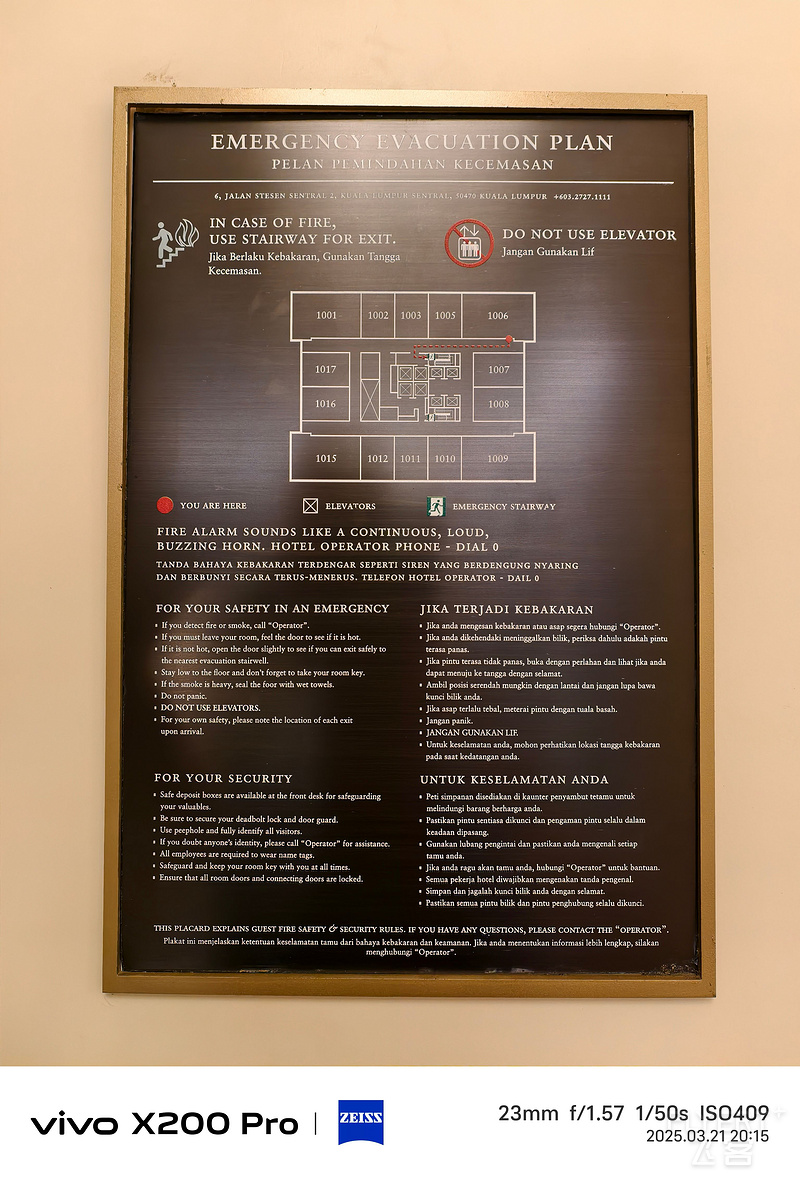 EMERGENCY EVACUATION PLAN
PELAN PEMINDAHAN KECEMASAN
6, JALAN STESEN SENTRAL 2, KUALA LUMPUR SENTRAL, 50470 KUALA LUMPUR +603.2727.1111
IN CASE OF FIRE,
USE STAIRWAY FOR EXIT.
Jika Berlaku Kebakaran, Gunakan Tangga
Kecemasan.
DO NOT USE ELEVATOR
Jangan Gunakan Lif
1001 1002 1003 1005 1006
1017 1007
1016 1008
1015 1012 1011 1010 1009
YOU ARE HERE ELEVATORS EMERGENCY STAIRWAY
FIRE ALARM SOUNDS LIKE A CONTINUOUS, LOUD,
BUZZING HORN. HOTEL OPERATOR PHONE - DIAL 0
TANDA BAHAYA KEBAKARAN TERDENGAR SEPERTI SIREN YANG BERDENGUNG NYARING
DAN BERBUNYI SECARA TERUS-MENERUS. TELEFON HOTEL OPERATOR - DAIL 0
FOR YOUR SAFETY IN AN EMERGENCY
• If you detect fire or smoke, call “Operator”.
• If you must leave your room, feel the door to see if it is hot.
• If it is not hot, open the door slightly to see if you can exit safely to
the nearest evacuation stairwell.
• Stay low to the floor and don't forget to take your room key.
• If the smoke is heavy, seal the foor with wet towels.
• Do not panic.
• DO NOT USE ELEVATORS.
• For your own safety, please note the location of each exit
upon arrival.
JIKA TERJADI KEBAKARAN
• Jika anda mengesan kebakaran atau asap segera hubungi “Operator”.
• Jika anda dikehendaki meninggalkan bilik, periksa dahulu adakah pintu
terasa panas.
• Jika pintu terasa tidak panas, buka dengan perlahan dan lihat jika anda
dapat menuju ke tangga dengan selamat.
• Ambil posisi serendah mungkin dengan lantai dan jangan lupa bawa
kunci bilik anda.
• Jika asap terlalu tebal, meterai pintu dengan tuala basah.
• Jangan panik.
• JANGAN GUNAKAN LIF.
• Untuk keselamatan anda, mohon perhatikan lokasi tangga kebakaran
pada saat kedatangan anda.
FOR YOUR SECURITY
• Safe deposit boxes are available at the front desk for safeguarding
your valuables.
• Be sure to secure your deadbolt lock and door guard.
• Use peephole and fully identify all visitors.
• If you doubt anyone's identity, please call “Operator” for assistance.
• All employees are required to wear name tags.
• Safeguard and keep your room key with you at all times.
• Ensure that all room doors and connecting doors are locked.
UNTUK KESELAMATAN ANDA
• Peti simpanan disediakan di kaunter penyambut tetamu untuk
melindungi barang berharga anda.
• Pastikan pintu sentiasa dikunci dan pengaman pintu selalu dalam
keadaan dipasang.
• Gunakan lubang pengintai dan pastikan anda mengenali setiap
tamu anda.
• Jika anda ragu akan tamu anda, hubungi “Operator” untuk bantuan.
• Semua pekerja hotel diwajibkan mengenakan tanda pengenal.
• Simpan dan jagalah kunci bilik anda dengan selamat.
• Pastikan semua pintu bilik dan pintu penghubung selalu dikunci.
THIS PLACARD EXPLAINS GUEST FIRE SAFETY & SECURITY RULES. IF YOU HAVE ANY QUESTIONS, PLEASE CONTACT THE “OPERATOR”.
Plakat ini menjelaskan ketentuan keselamatan tamu dari bahaya kebakaran dan keamanan. Jika anda menentukan informasi lebih lengkap, silakan
menghubungi “Operator”.
vivo X200 Pro | ZEISS
23mm f/1.57 1/50s ISO409
2025.03.21 20:15